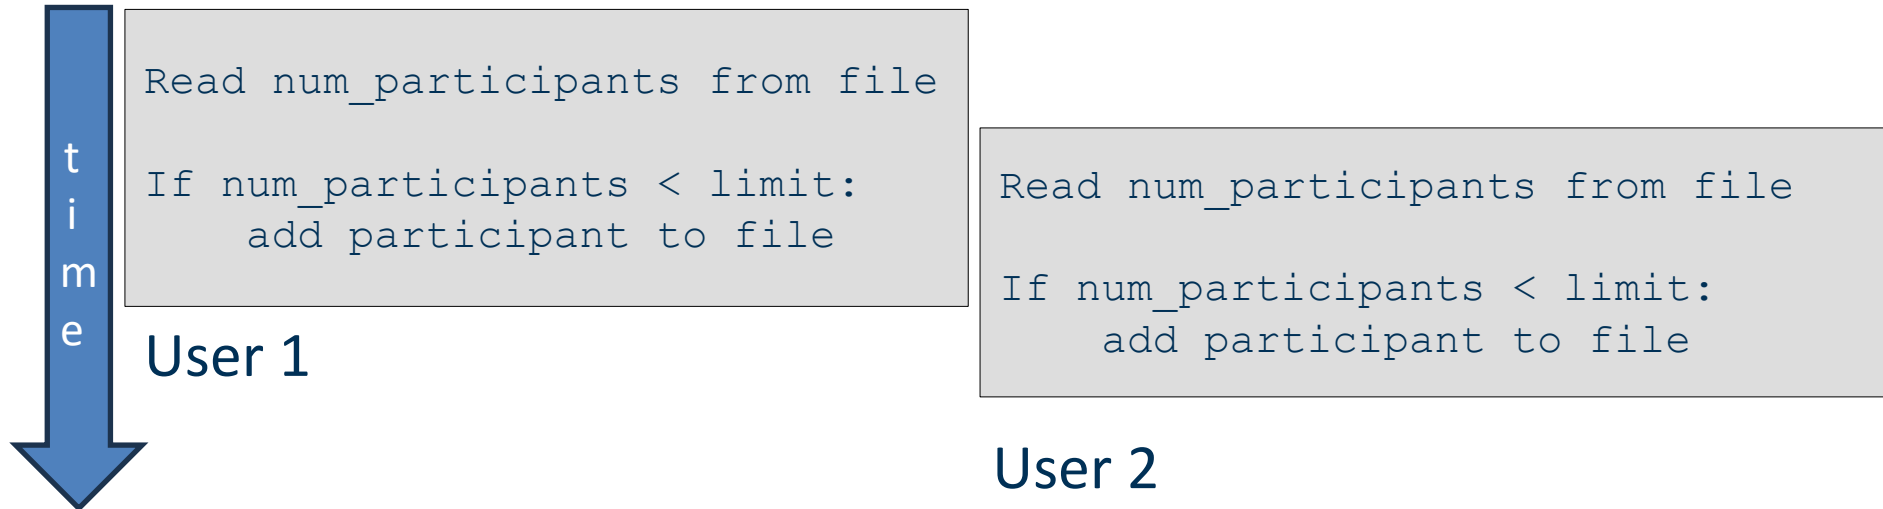 time
Read num_participants from file
If num_participants < limit:
add participant to file
User 1
Read num_participants from file
If num_participants < limit:
add participant to file
User 2